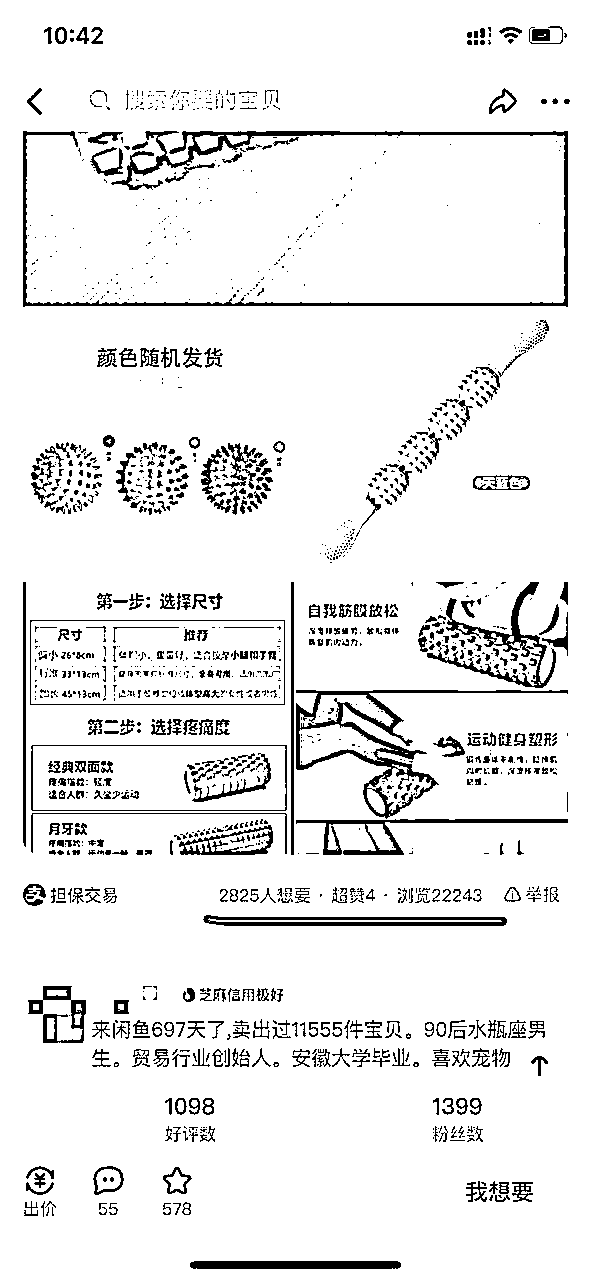 10:42
搜索你要的宝贝
颜色随机发货
天蓝色
第一步：选择尺寸
尺寸 推荐
偏小 26*8cm
标准 33*13cm
加长 45*13cm
第二步：选择疼痛度
经典双面款
疼痛指数：轻度
适合人群：久坐少运动
月牙款
自我筋膜放松
运动健身塑形
支 担保交易
2825人想要 · 超赞4 · 浏览22243
举报
芝麻信用极好
来闲鱼697天了,卖出过11555件宝贝。90后水瓶座男
生。贸易行业创始人。安徽大学毕业。喜欢宠物
1098 1399
好评数 粉丝数
出价 55 578
我想要